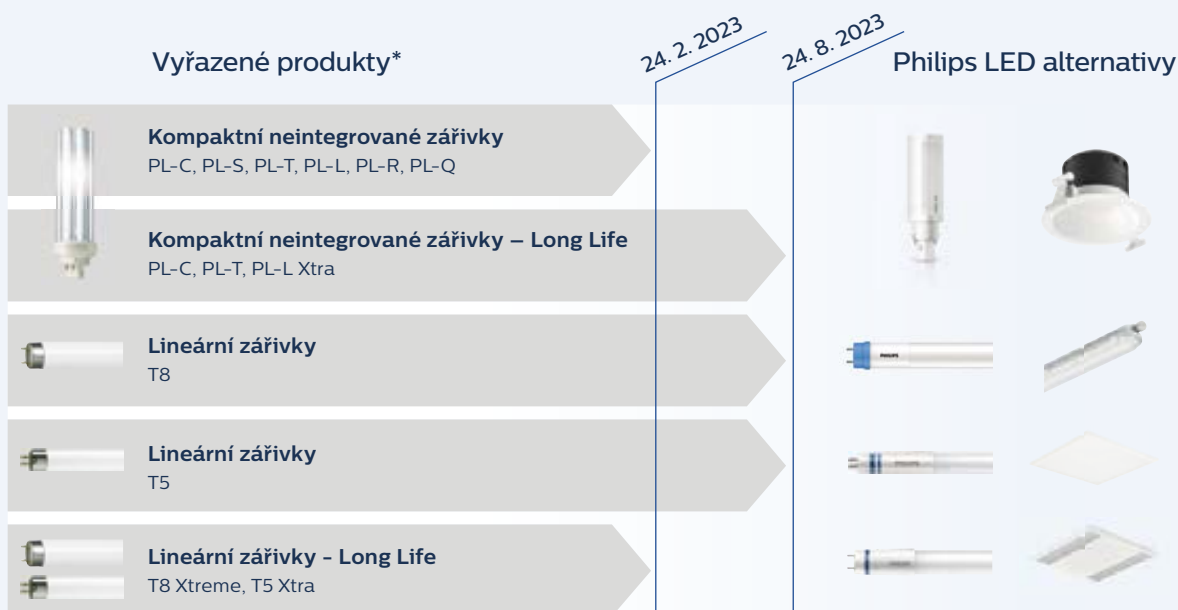 Vyřazené produkty*
24. 2. 2023
24. 8. 2023
Philips LED alternativy
Kompaktní neintegrované zářivky
PL-C, PL-S, PL-T, PL-L, PL-R, PL-Q
Kompaktní neintegrované zářivky – Long Life
PL-C, PL-T, PL-L Xtra
Lineární zářivky
T8
PHILIPS
Lineární zářivky
T5
PHILIPS
Lineární zářivky - Long Life
T8 Xtreme, T5 Xtra